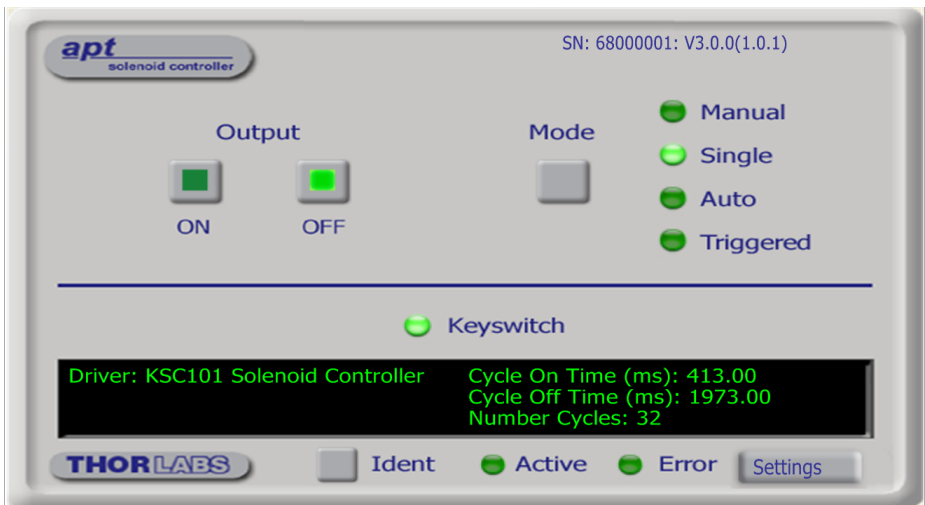 apt
solenoid controller
SN: 68000001: V3.0.0(1.0.1)
Output
ON
OFF
Mode
Manual
Single
Auto
Triggered
Keyswitch
Driver: KSC101 Solenoid Controller
Cycle On Time (ms): 413.00
Cycle Off Time (ms): 1973.00
Number Cycles: 32
THORLABS
Ident
Active
Error
Settings